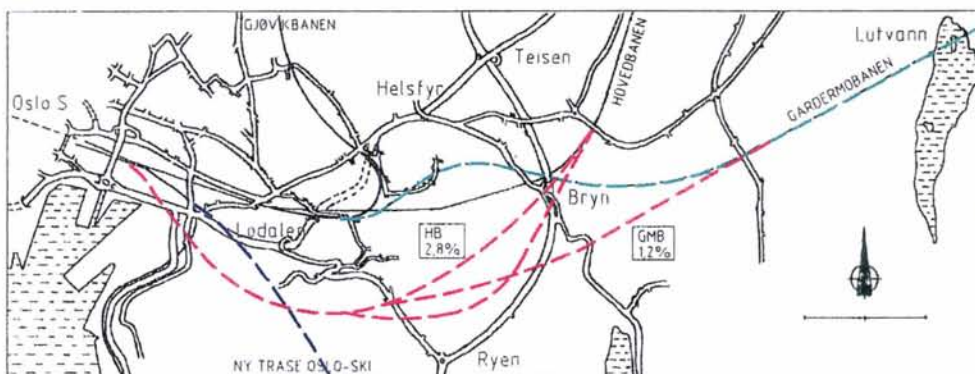 GJØVIKBANEN
Lutvann
Teisen
HOVEDBANEN
Helsfyr
Oslo S
GARDERMOBANEN
Bryn
Lodalen
HB
2,8%
GMB
1,2%
Ryen
NY TRASE OSLO-SKI